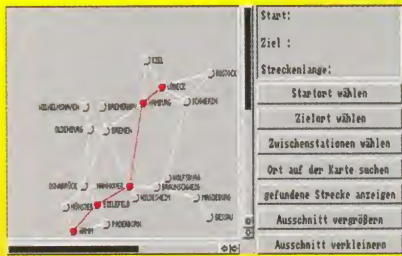 KIEL
ROSTOCK
LÜBECK
WILHELMSHAVEN
BREMERHAVEN
HAMBURG
SCHWERIN
OLDENBURG
BREMEN
OSNABRÜCK
HANNOVER
WOLFSBURG
BRAUNSCHWEIG
HILDESHEIM
MAGDEBURG
MÜNSTER
BIELEFELD
DESSAU
PADERBORN
HAMM
Start:
Ziel :
Streckenlange:
Startort wählen
Zielort wählen
Zwischenstationen wählen
Ort auf der Karte suchen
gefundene Strecke anzeigen
Ausschnitt vergrößern
Ausschnitt verkleinern